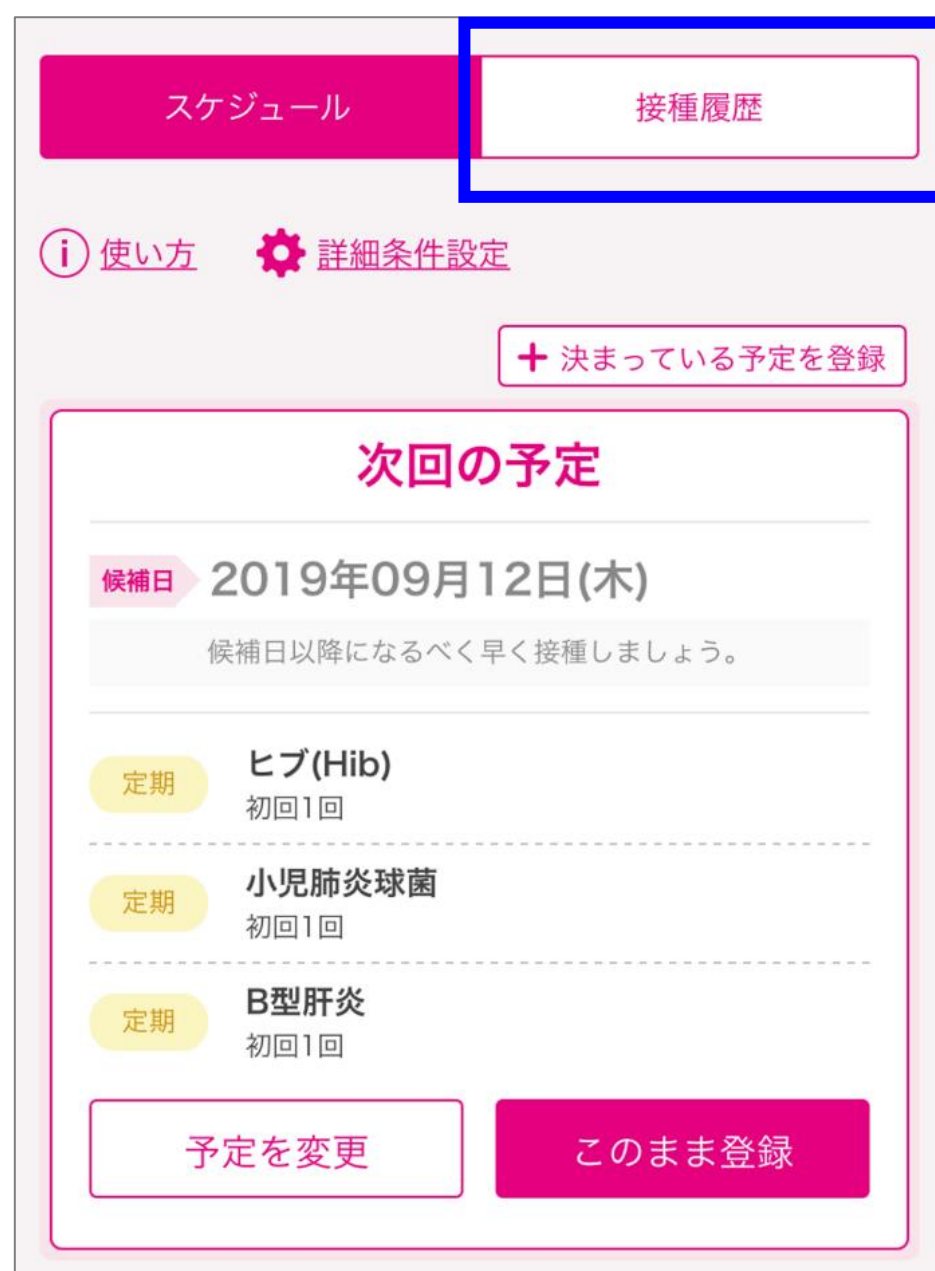 スケジュール
接種履歴
使い方
詳細条件設定
+ 決まっている予定を登録
次回の予定
候補日 2019年09月12日(木)
候補日以降になるべく早く接種しましょう。
定期
ヒブ(Hib)
初回1回
定期
小児肺炎球菌
初回1回
定期
B型肝炎
初回1回
予定を変更
このまま登録